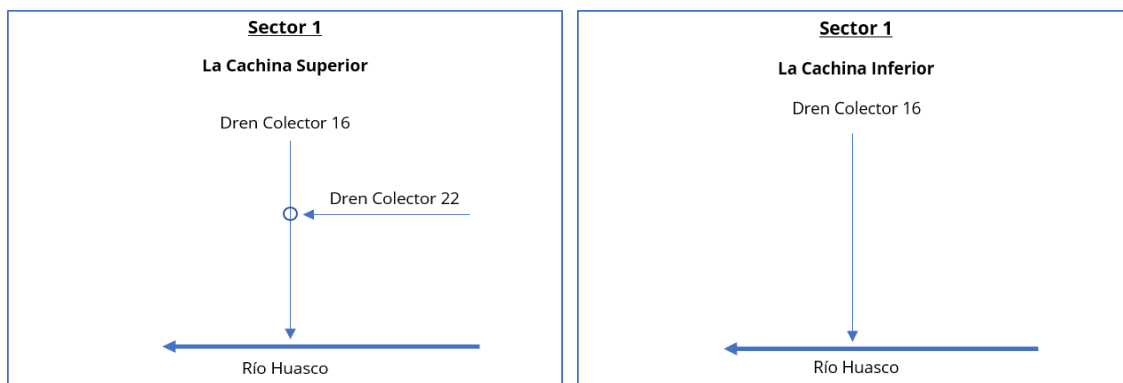 Sector 1
La Cachina Superior
Dren Colector 16
Dren Colector 22
Río Huasco
Sector 1
La Cachina Inferior
Dren Colector 16
Río Huasco